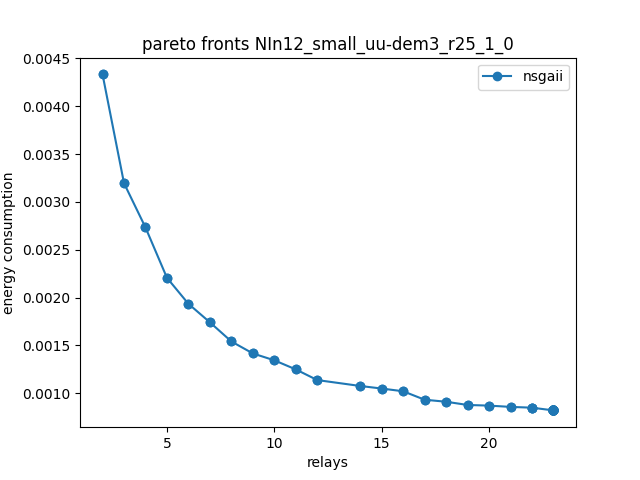 pareto fronts NIn12_small_uu-dem3_r25_1_0
nsgaii
energy consumption
0.0045
0.0040
0.0035
0.0030
0.0025
0.0020
0.0015
0.0010
5 10 15 20
relays